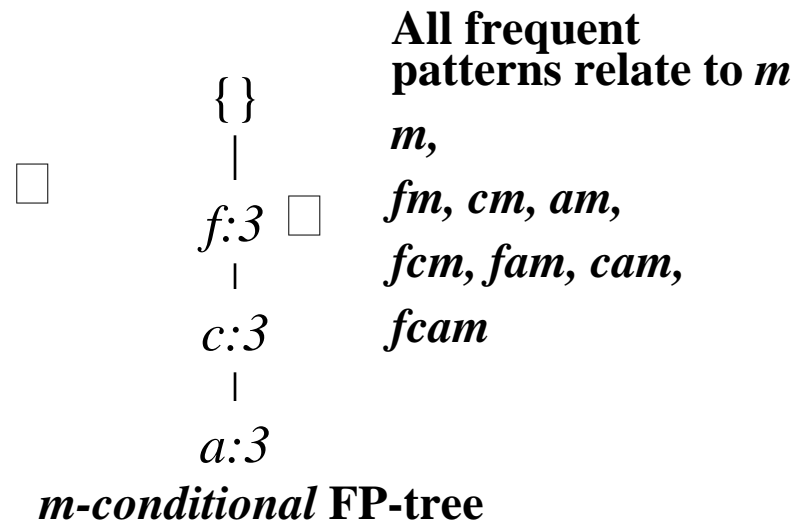 All frequent
patterns relate to m
{}
m,
fm, cm, am,
f:3
fcm, fam, cam,
c:3
fcam
a:3
m-conditional FP-tree